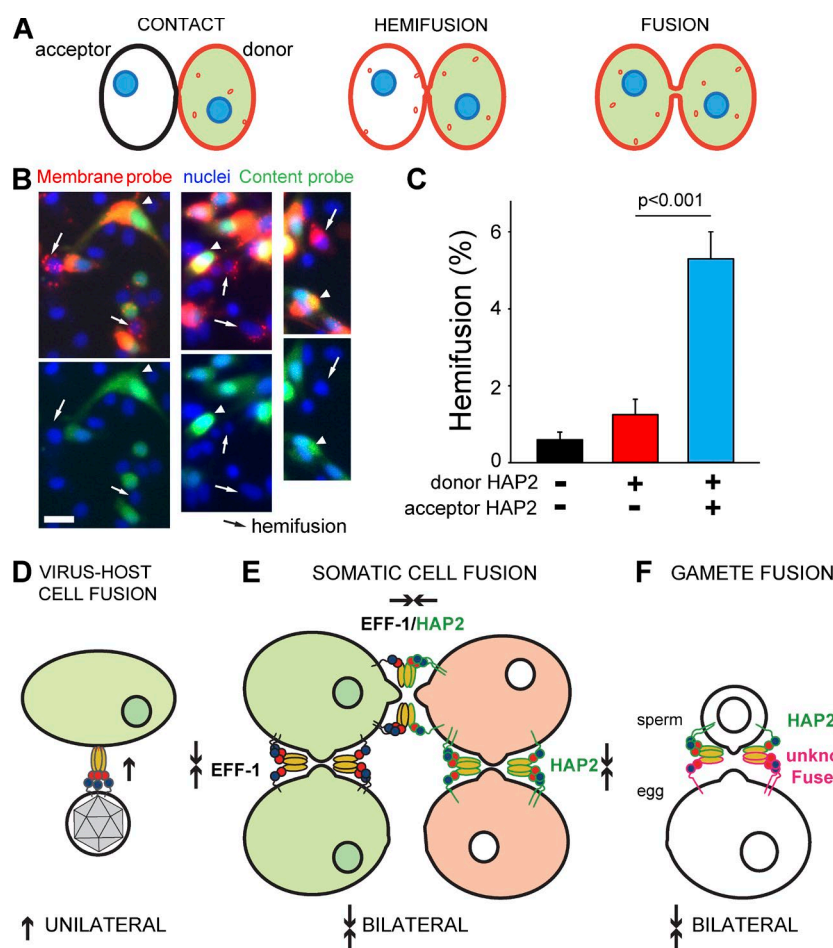 A
CONTACT
HEMIFUSION
FUSION
acceptor
donor
B
Membrane probe nuclei Content probe
hemifusion
C
p<0.001
Hemifusion (%)
6
4
2
0
donor HAP2 - + +
acceptor HAP2 - - +
D VIRUS-HOST
CELL FUSION
↑ UNILATERAL
E SOMATIC CELL FUSION
EFF-1/HAP2
EFF-1
HAP2
BILATERAL
F GAMETE FUSION
sperm
HAP2
egg
BILATERAL